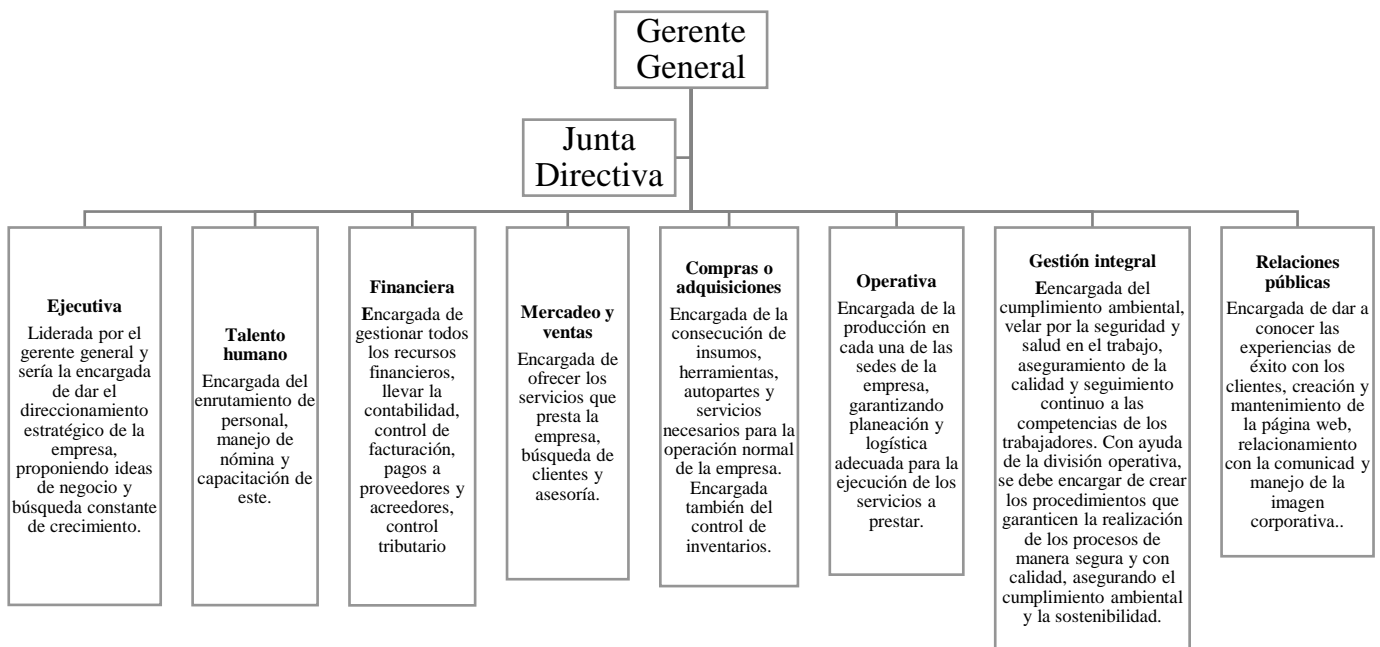 Gerente
General
Junta
Directiva
Ejecutiva
Liderada por el
gerente general y
sería la encargada
de dar el
direccionamiento
estratégico de la
empresa,
proponiendo ideas
de negocio y
búsqueda constante
de crecimiento.
Talento
humano
Encargada del
enrutamiento de
personal,
manejo de
nómina y
capacitación de
este.
Financiera
Encargada de
gestionar todos
los recursos
financieros,
llevar la
contabilidad,
control de
facturación,
pagos a
proveedores y
acreedores,
control
tributario
Mercadeo y
ventas
Encargada de
ofrecer los
servicios que
presta la
empresa,
búsqueda de
clientes y
asesoría.
Compras o
adquisiciones
Encargada de la
consecución de
insumos,
herramientas,
autopartes y
servicios
necesarios para la
operación normal
de la empresa.
Encargada
también del
control de
inventarios.
Operativa
Encargada de la
producción en
cada una de las
sedes de la
empresa,
garantizando
planeación y
logística
adecuada para la
ejecución de los
servicios a
prestar.
Gestión integral
Eencargada del
cumplimiento ambiental,
velar por la seguridad y
salud en el trabajo,
aseguramiento de la
calidad y seguimiento
continuo a las
competencias de los
trabajadores. Con ayuda
de la división operativa,
se debe encargar de crear
los procedimientos que
garanticen la realización
de los procesos de
manera segura y con
calidad, asegurando el
cumplimiento ambiental
y la sostenibilidad.
Relaciones
públicas
Encargada de dar a
conocer las
experiencias de
éxito con los
clientes, creación y
mantenimiento de
la página web,
relacionamiento
con la comunicad y
manejo de la
imagen
corporativa..